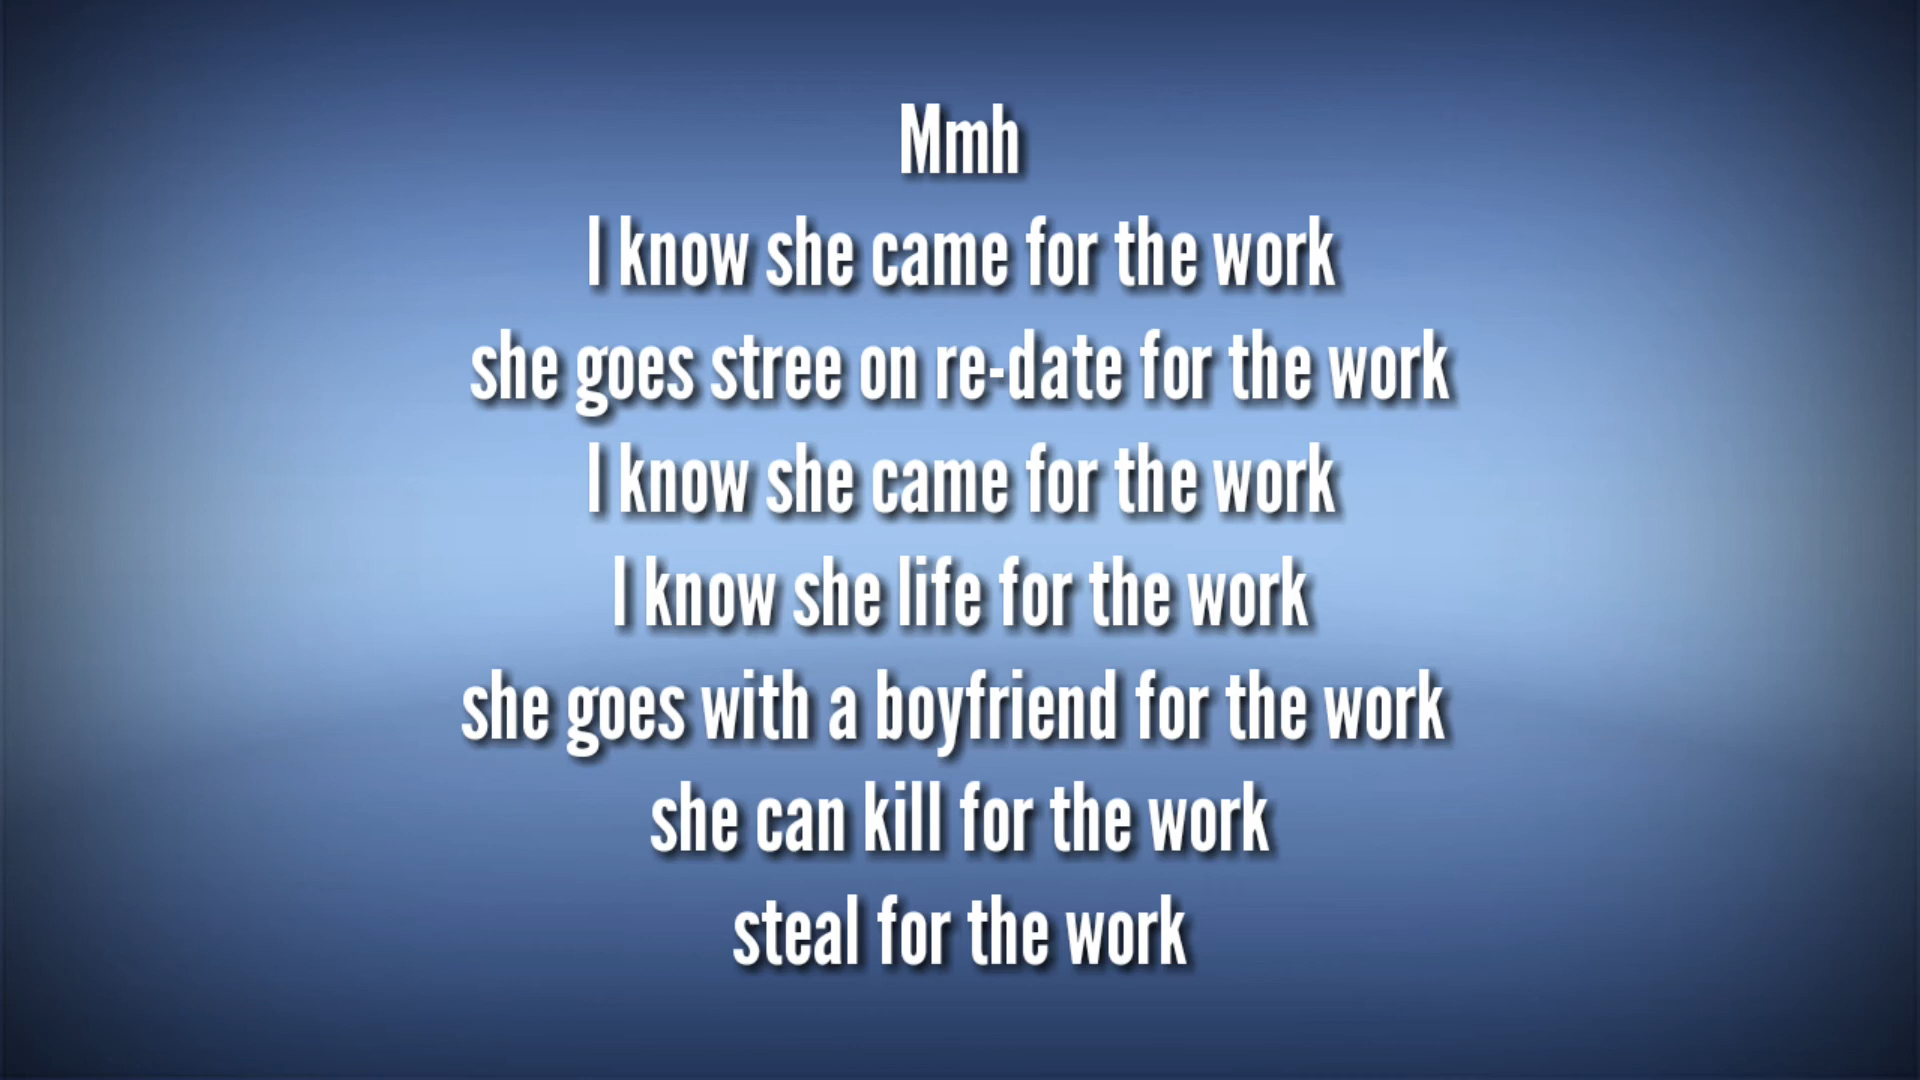 Mmh
I know she came for the work
she goes stree on re-date for the work
I know she came for the work
I know she life for the work
she goes with a boyfriend for the work
she can kill for the work
steal for the work